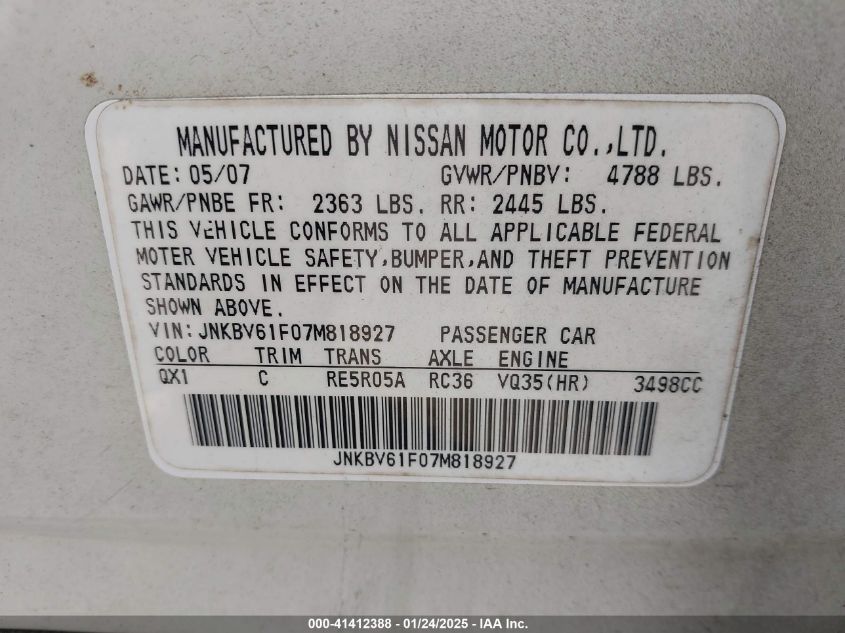 MANUFACTURED BY NISSAN MOTOR CO.,LTD.
DATE: 05/07 GVWR/PNBV: 4788 LBS.
GAWR/PNBE FR: 2363 LBS. RR: 2445 LBS.
THIS VEHICLE CONFORMS TO ALL APPLICABLE FEDERAL
MOTER VEHICLE SAFETY,BUMPER,AND THEFT PREVENTION
STANDARDS IN EFFECT ON THE DATE OF MANUFACTURE
SHOWN ABOVE.
VIN:JNKBV61F07M818927 PASSENGER CAR
COLOR TRIM TRANS AXLE ENGINE
QX1 C RE5R05A RC36 VQ35(HR) 3498CC
JNKBV61F07M818927
000-41412388 - 01/24/2025 - IAA Inc.